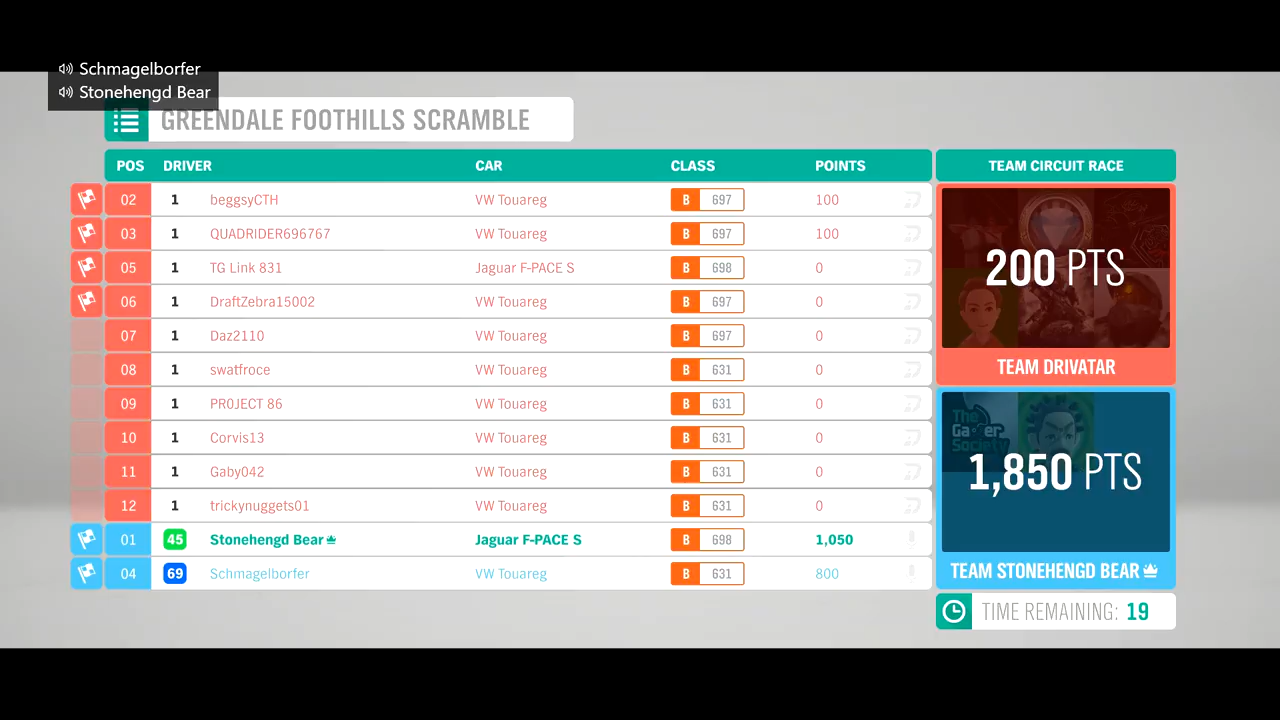 Schmagelborfer
Stonehengd Bear
GREENDALE FOOTHILLS SCRAMBLE
POS DRIVER CAR CLASS POINTS
02 1 beggsyCTH VW Touareg B 697 100
03 1 QUADRIDER696767 VW Touareg B 697 100
05 1 TG Link 831 Jaguar F-PACE S B 698 0
06 1 DraftZebra15002 VW Touareg B 697 0
07 1 Daz2110 VW Touareg B 697 0
08 1 swatfroce VW Touareg B 631 0
09 1 PR0JECT 86 VW Touareg B 631 0
10 1 Corvis13 VW Touareg B 631 0
11 1 Gaby042 VW Touareg B 631 0
12 1 trickynuggets01 VW Touareg B 631 0
01 45 Stonehengd Bear Jaguar F-PACE S B 698 1,050
04 69 Schmagelborfer VW Touareg B 631 800
TEAM CIRCUIT RACE
200 PTS
TEAM DRIVATAR
The
Gamer
Society
1,850 PTS
TEAM STONEHENGD BEAR
TIME REMAINING: 19